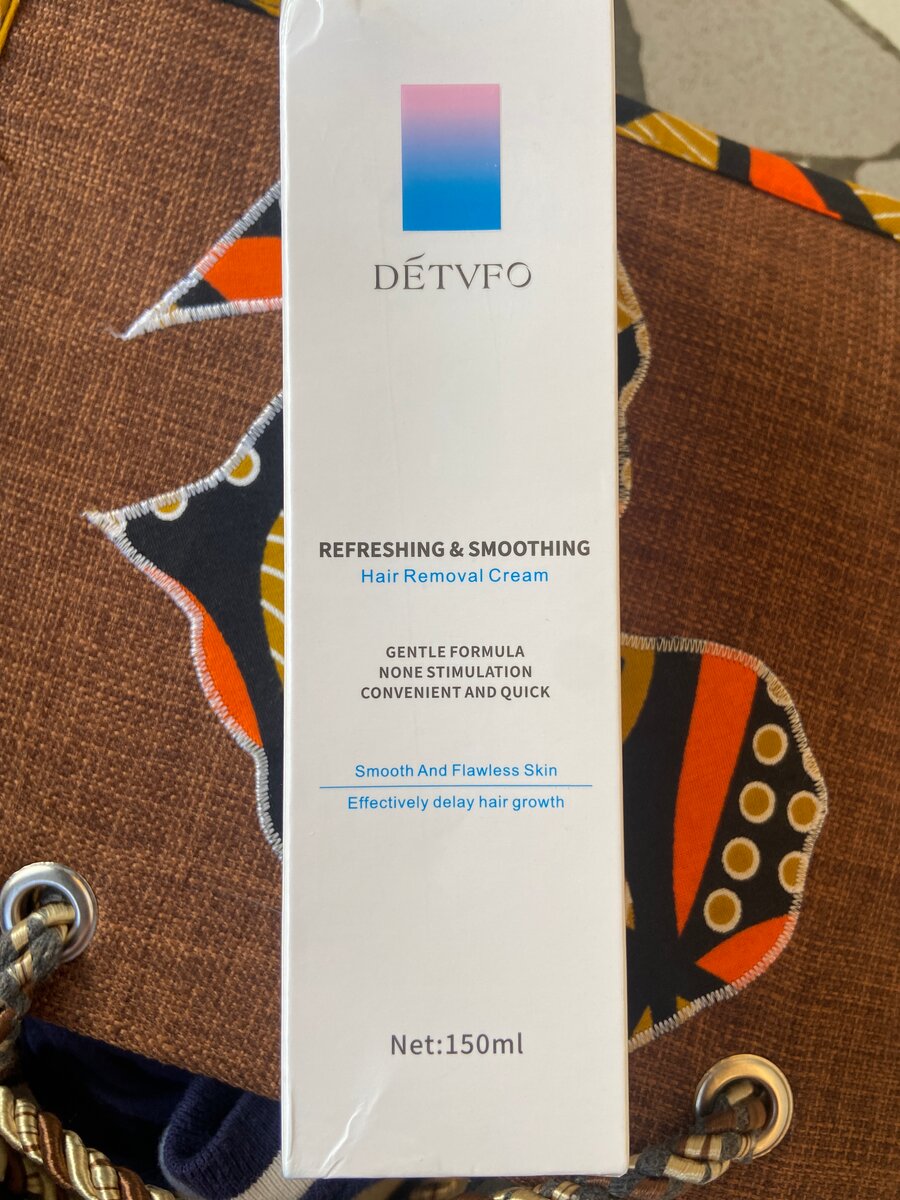 DÉTVFO
REFRESHING & SMOOTHING
Hair Removal Cream
GENTLE FORMULA
NONE STIMULATION
CONVENIENT AND QUICK
Smooth And Flawless Skin
Effectively delay hair growth
Net:150ml